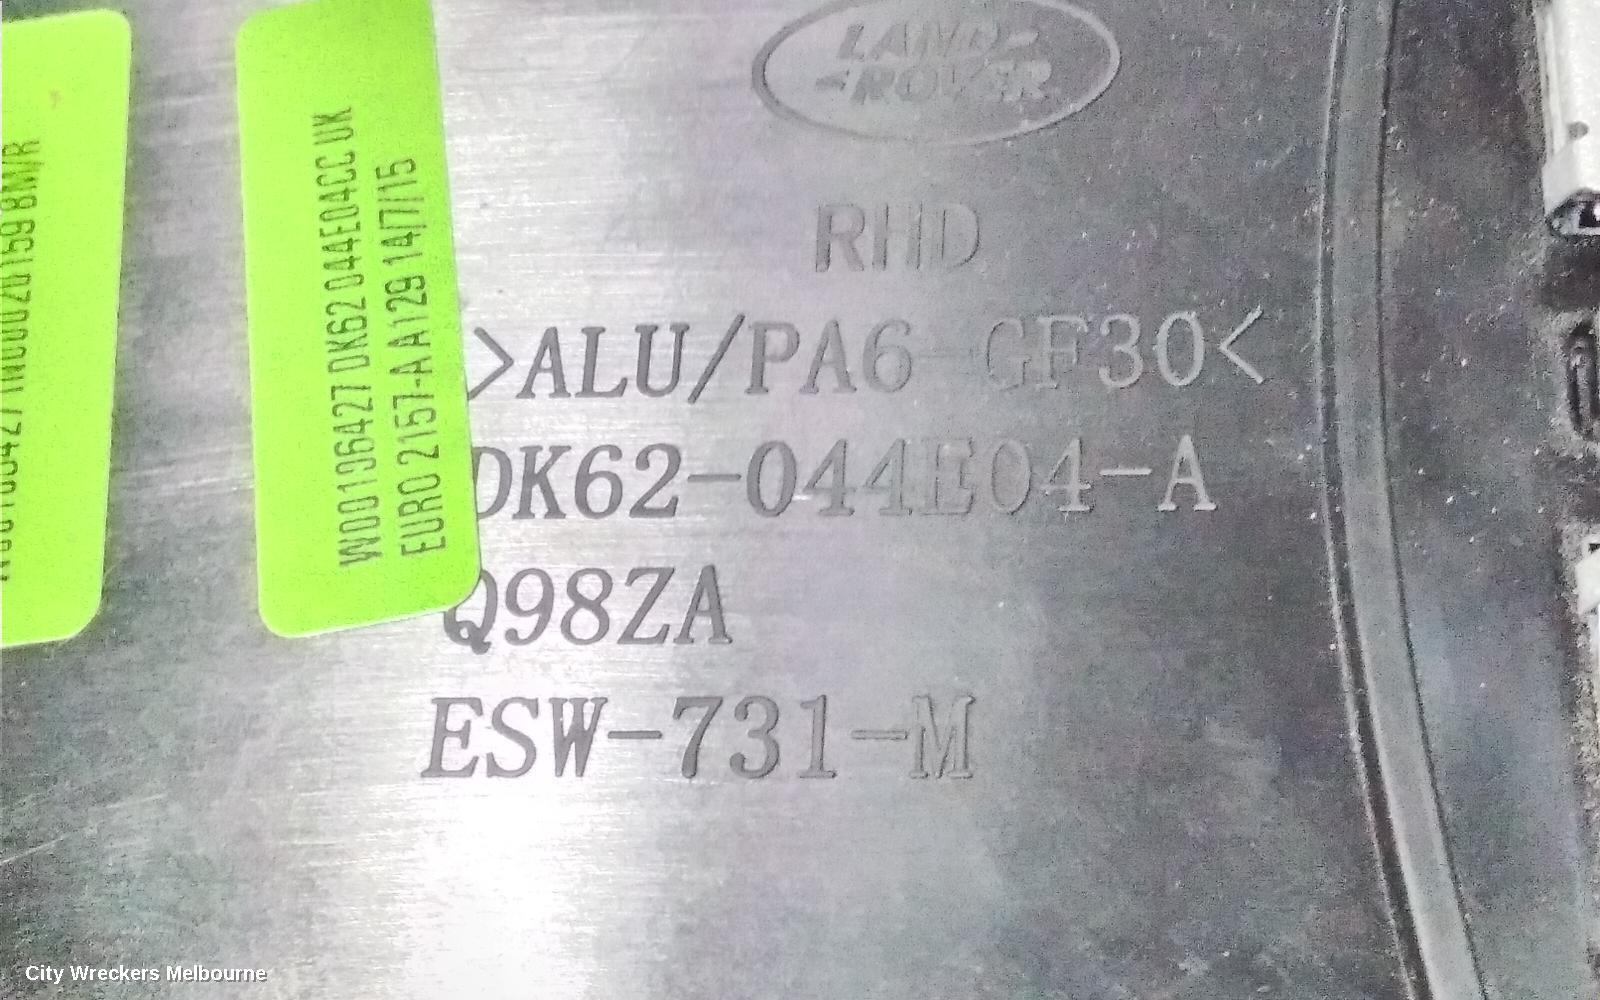 LAND-
-ROVER
RHD
>ALU/PA6-GF30<
DK62-044E04-A
Q98ZA
ESW-731-M
W00196427 DK62 044E04CC UK
EURO 2157-A A129 14/7/15
City Wreckers Melbourne